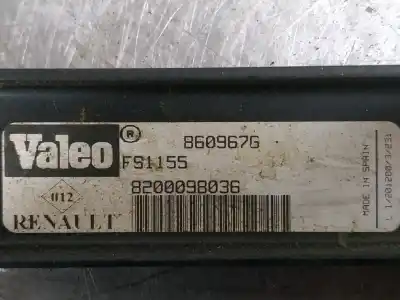 Valeo® 860967G
FS1155
8200098036
012
RENAULT
MADE IN SPAIN